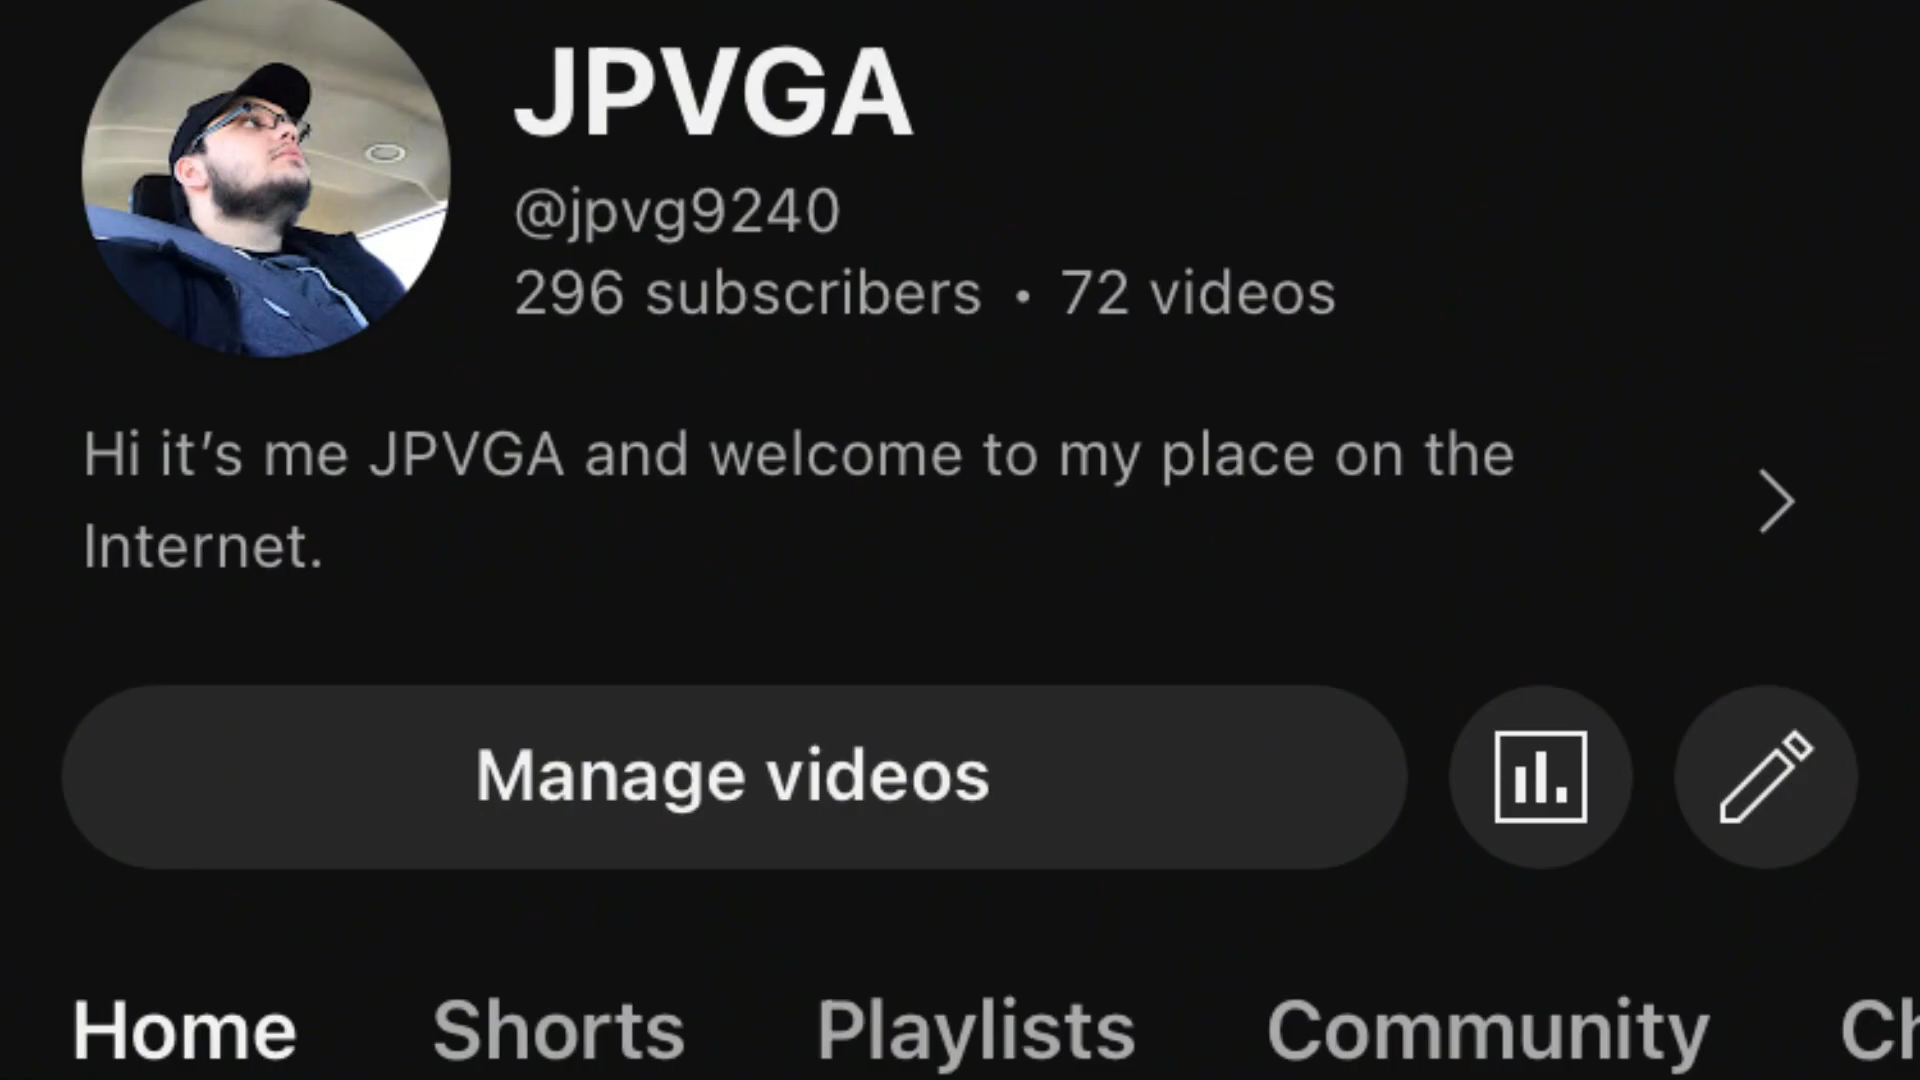 JPVGA
@jpvg9240
296 subscribers • 72 videos
Hi it’s me JPVGA and welcome to my place on the
Internet.
Manage videos
Home Shorts Playlists Community Ch